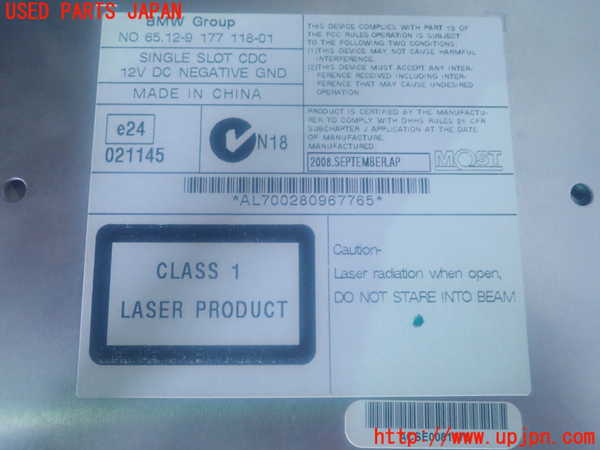 USED PARTS JAPAN
BMW Group
NO 65.12-9 177 118-01
SINGLE SLOT CDC
12V DC NEGATIVE GND
MADE IN CHINA
e24
021145
N18
THIS DEVICE COMPLIES WITH PART 15 OF
THE FCC RULES OPERATION IS SUBJECT TO
THE FOLLOWING TWO CONDITIONS:
(1)THIS DEVICE MAY NOT CAUSE HARMFUL
INTERFERENCE, AND
(2)THIS DEVICE MUST ACCEPT ANY INTER-
FERENCE RECEIVED INCLUDING INTER-
FERENCE THAT MAY CAUSE UNDESIRED
OPERATION
PRODUCT IS CERTIFIED BY THE MANUFACTU-
RER TO COMPLY WITH DHHS RULES 21 CFR
SUBCHAPTER J APPLICATION AT THE DATE
OF MANUFACTURE.
MANUFACTURED
2008.SEPTEMBER.AP
MOST
*AL700280967765*
CLASS 1
LASER PRODUCT
Caution-
Laser radiation when open,
DO NOT STARE INTO BEAM
http://www.upjpn.com/